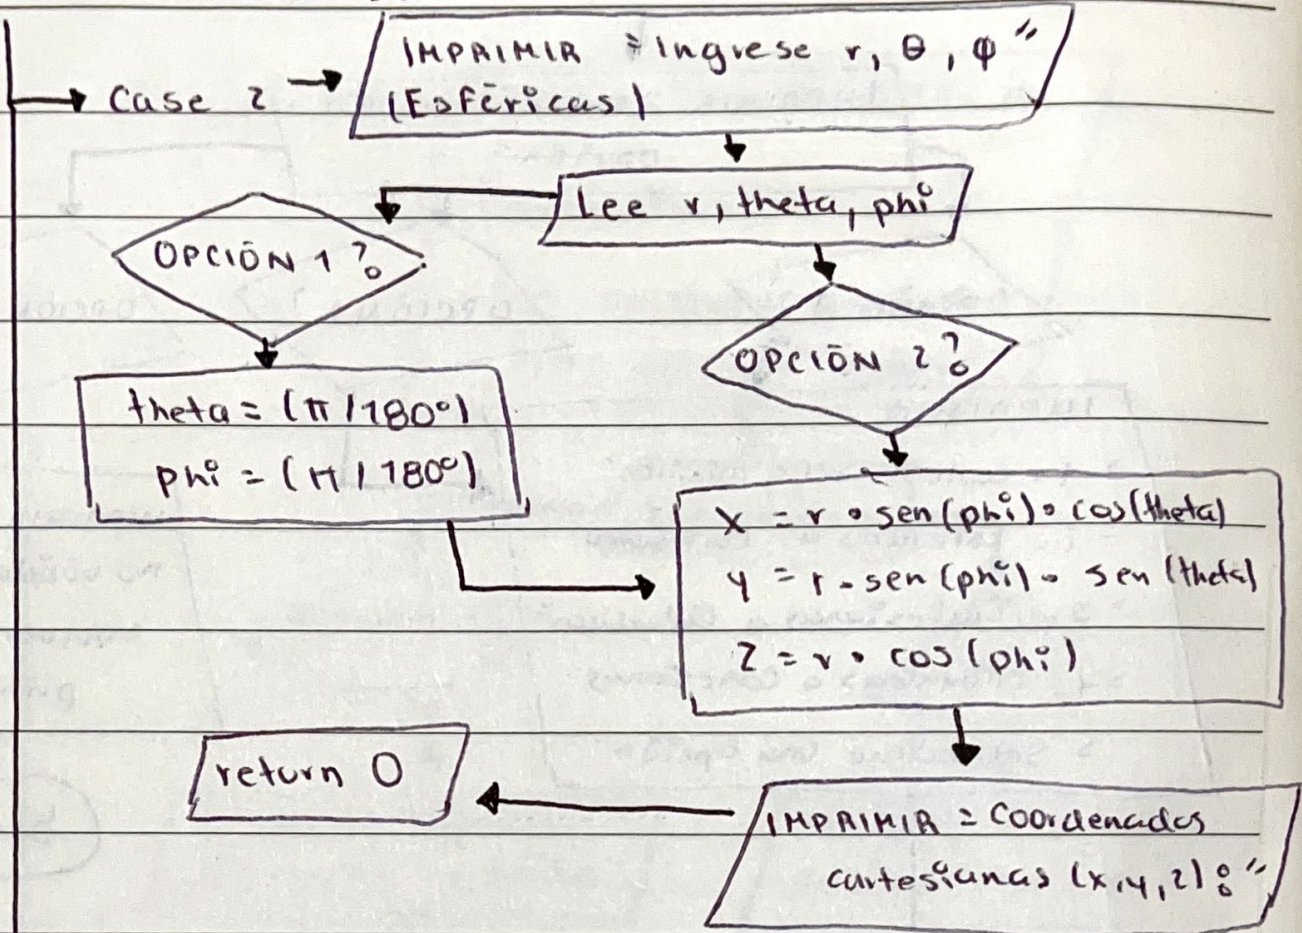 Case 2
IMPRIMIR = Ingrese r, θ, φ"
(Esféricas)
Lee r, theta, phi
OPCIÓN 1?
OPCIÓN 2?
theta = (π/180°)
phi = (π/180°)
x = r • sen(phi) • cos(theta)
y = r • sen(phi) • sen(theta)
z = r • cos(phi)
return 0
IMPRIMIR = Coordenadas
cartesianas (x,y,z):"